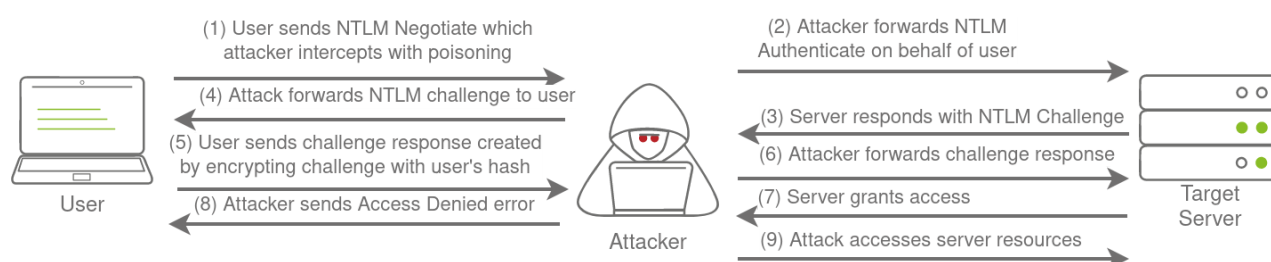 (1) User sends NTLM Negotiate which
attacker intercepts with poisoning
(2) Attacker forwards NTLM
Authenticate on behalf of user
(4) Attack forwards NTLM challenge to user
(3) Server responds with NTLM Challenge
(5) User sends challenge response created
by encrypting challenge with user's hash
(6) Attacker forwards challenge response
(7) Server grants access
(8) Attacker sends Access Denied error
(9) Attack accesses server resources
User
Attacker
Target
Server